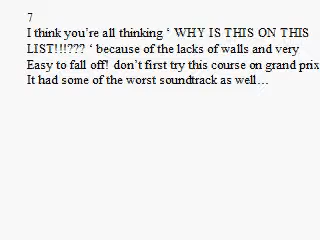 7
I think you’re all thinking ‘ WHY IS THIS ON THIS
LIST!!!??? ‘ because of the lacks of walls and very
Easy to fall off! don’t first try this course on grand prix
It had some of the worst soundtrack as well…